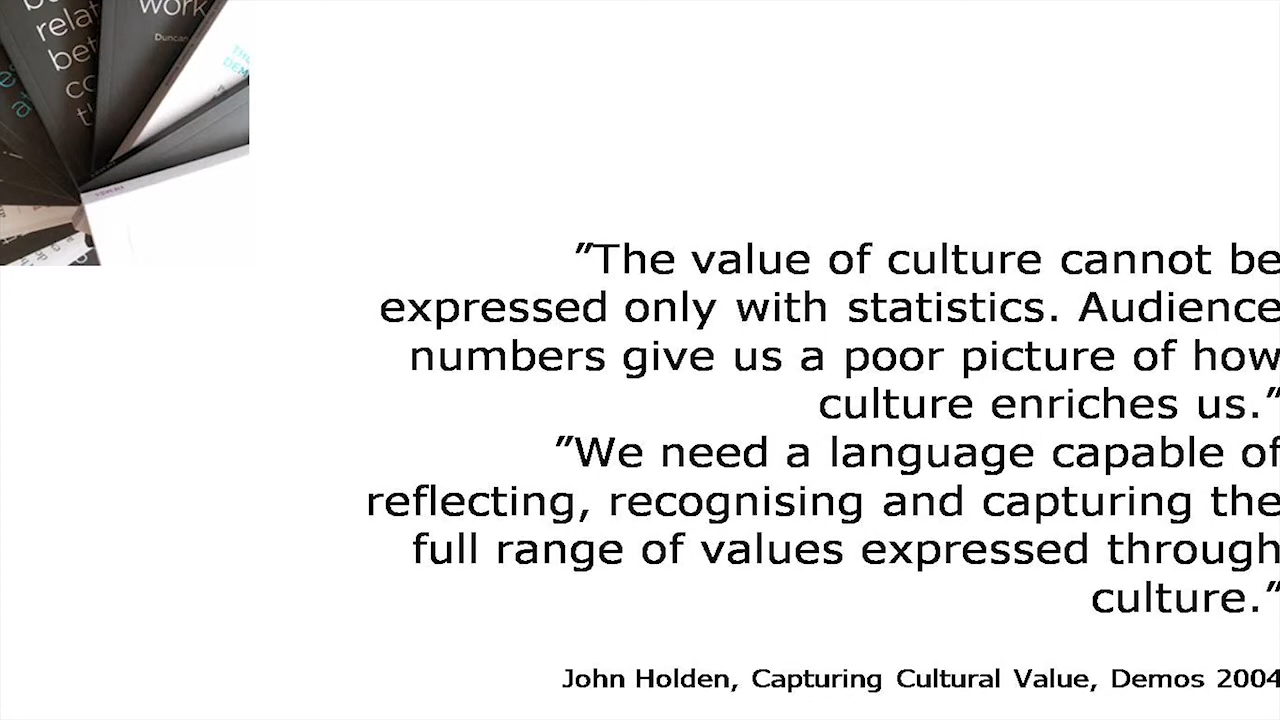 work
Duncan
"The value of culture cannot be
expressed only with statistics. Audience
numbers give us a poor picture of how
culture enriches us."
"We need a language capable of
reflecting, recognising and capturing the
full range of values expressed through
culture."
John Holden, Capturing Cultural Value, Demos 2004